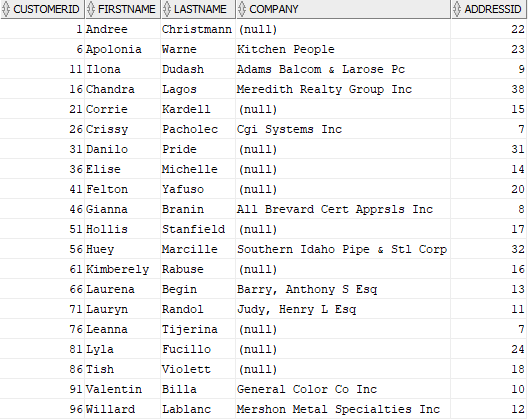 CUSTOMERID FIRSTNAME LASTNAME COMPANY ADDRESSID
1 Andree Christmann (null) 22
6 Apolonia Warne Kitchen People 23
11 Ilona Dudash Adams Balcom & Larose Pc 9
16 Chandra Lagos Meredith Realty Group Inc 38
21 Corrie Kardell (null) 15
26 Crissy Pacholec Cgi Systems Inc 7
31 Danilo Pride (null) 31
36 Elise Michelle (null) 14
41 Felton Yafuso (null) 20
46 Gianna Branin All Brevard Cert Apprsls Inc 8
51 Hollis Stanfield (null) 17
56 Huey Marcille Southern Idaho Pipe & Stl Corp 32
61 Kimberely Rabuse (null) 16
66 Laurena Begin Barry, Anthony S Esq 13
71 Lauryn Randol Judy, Henry L Esq 11
76 Leanna Tijerina (null) 7
81 Lyla Fucillo (null) 24
86 Tish Violett (null) 18
91 Valentin Billa General Color Co Inc 10
96 Willard Lablanc Mershon Metal Specialties Inc 12